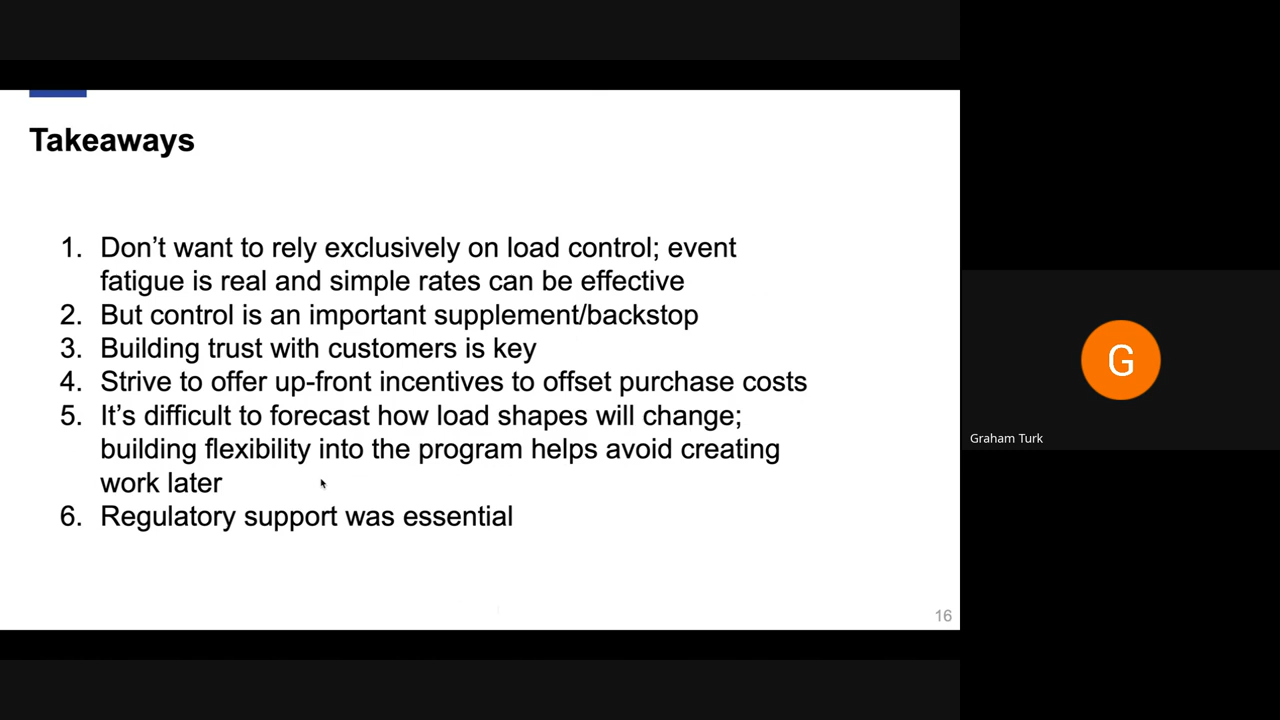 Takeaways
1. Don’t want to rely exclusively on load control; event
fatigue is real and simple rates can be effective
2. But control is an important supplement/backstop
3. Building trust with customers is key
4. Strive to offer up-front incentives to offset purchase costs
5. It’s difficult to forecast how load shapes will change;
building flexibility into the program helps avoid creating
work later
6. Regulatory support was essential
16
G
Graham Turk